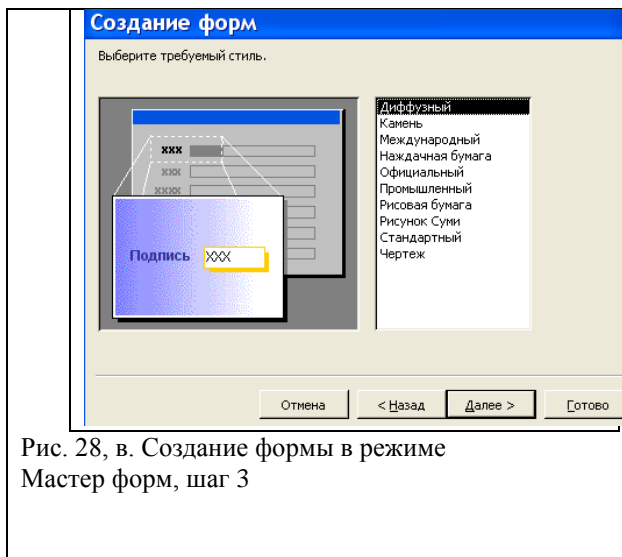 Создание форм
Выберите требуемый стиль.
xxx
xxx
xxxx
Подпись XXX
Диффузный
Камень
Международный
Наждачная бумага
Официальный
Промышленный
Рисовая бумага
Рисунок Суми
Стандартный
Чертеж
Отмена < Назад Далее > Готово
Рис. 28, в. Создание формы в режиме
Мастер форм, шаг 3